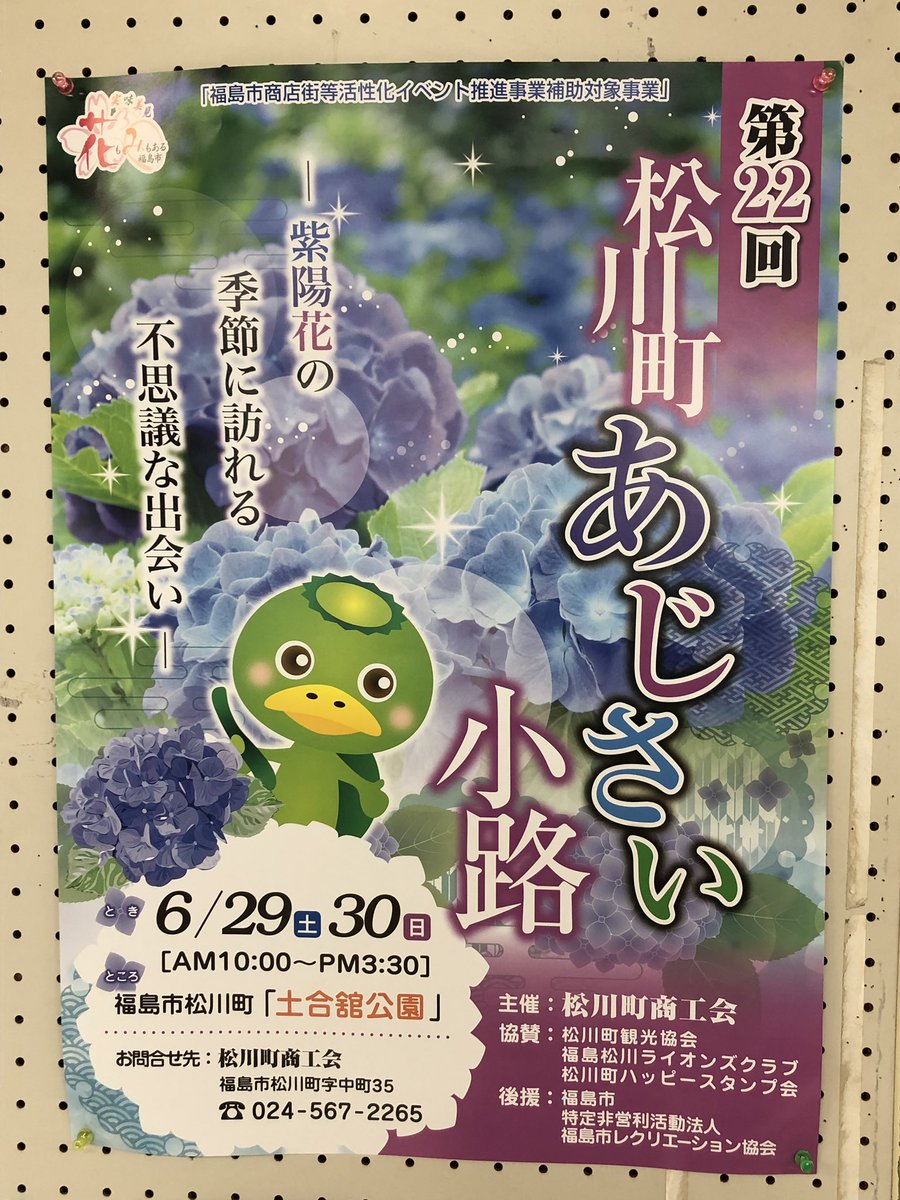 「福島市商店街等活性化イベント推進事業補助対象事業」
花もみもある
福島市
第22回
松川町
あじさい
小路
―紫陽花の
季節に訪れる
不思議な出会い―
とき
6/29土30日
[AM10:00～PM3:30]
ところ
福島市松川町「土合舘公園」
お問合せ先：松川町商工会
福島市松川町字中町35
☎024-567-2265
主催：松川町商工会
協賛：松川町観光協会
福島松川ライオンズクラブ
松川町ハッピースタンプ会
後援：福島市
特定非営利活動法人
福島市レクリエーション協会